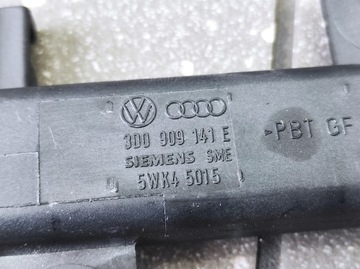 3D0 909 141 E
SIEMENS SME
5WK4 5015
>PBT GF